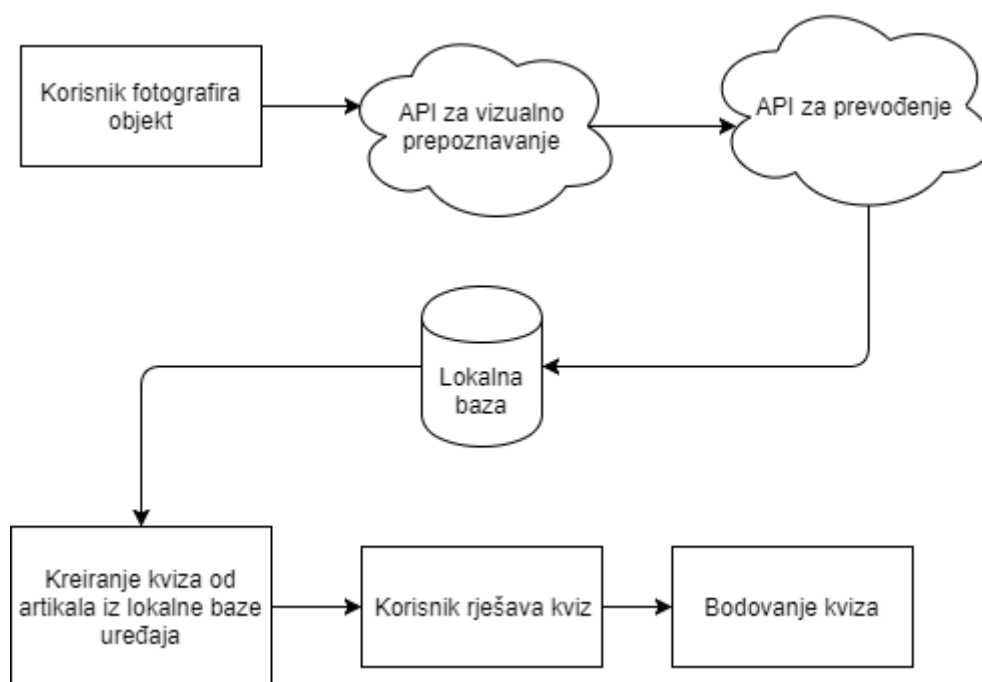 Korisnik fotografira
objekt
API za vizualno
prepoznavanje
API za prevođenje
Lokalna
baza
Kreiranje kviza od
artikala iz lokalne baze
uređaja
Korisnik rješava kviz
Bodovanje kviza